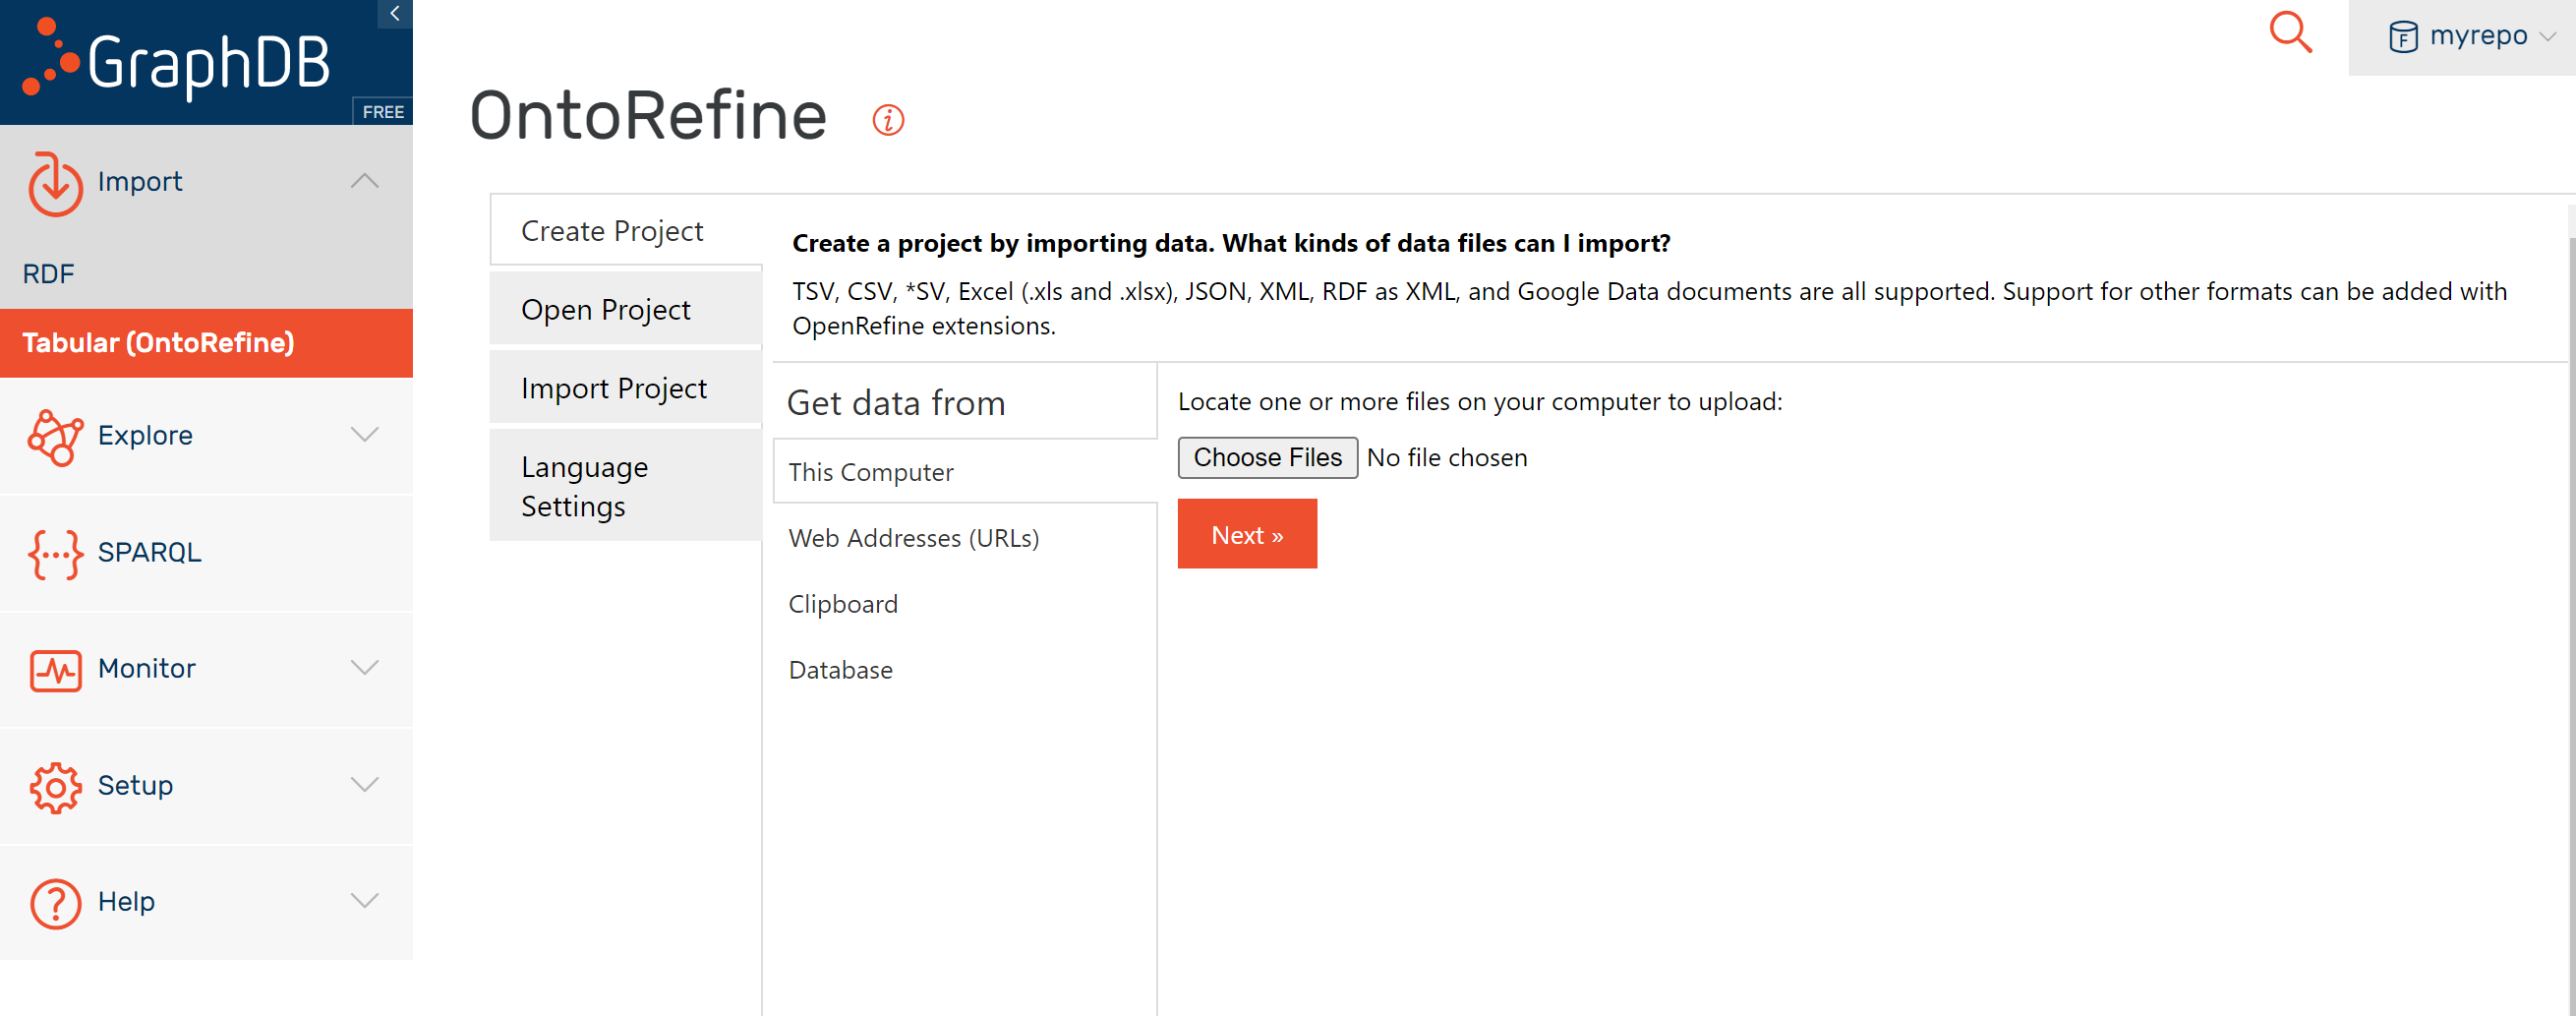 GraphDB
FREE
Import
RDF
Tabular (OntoRefine)
Explore
SPARQL
Monitor
Setup
Help
myrepo
OntoRefine
Create Project
Open Project
Import Project
Language
Settings
Create a project by importing data. What kinds of data files can I import?
TSV, CSV, *SV, Excel (.xls and .xlsx), JSON, XML, RDF as XML, and Google Data documents are all supported. Support for other formats can be added with
OpenRefine extensions.
Get data from
This Computer
Web Addresses (URLs)
Clipboard
Database
Locate one or more files on your computer to upload:
Choose Files No file chosen
Next »